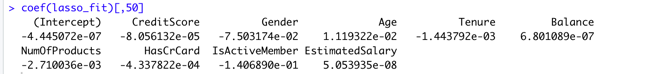 > coef(lasso_fit)[,50]
(Intercept) CreditScore Gender Age Tenure Balance
-4.445072e-07 -8.056132e-05 -7.503174e-02 1.119322e-02 -1.443792e-03 6.801089e-07
NumOfProducts HasCrCard IsActiveMember EstimatedSalary
-2.710036e-03 -4.337822e-04 -1.406890e-01 5.053935e-08